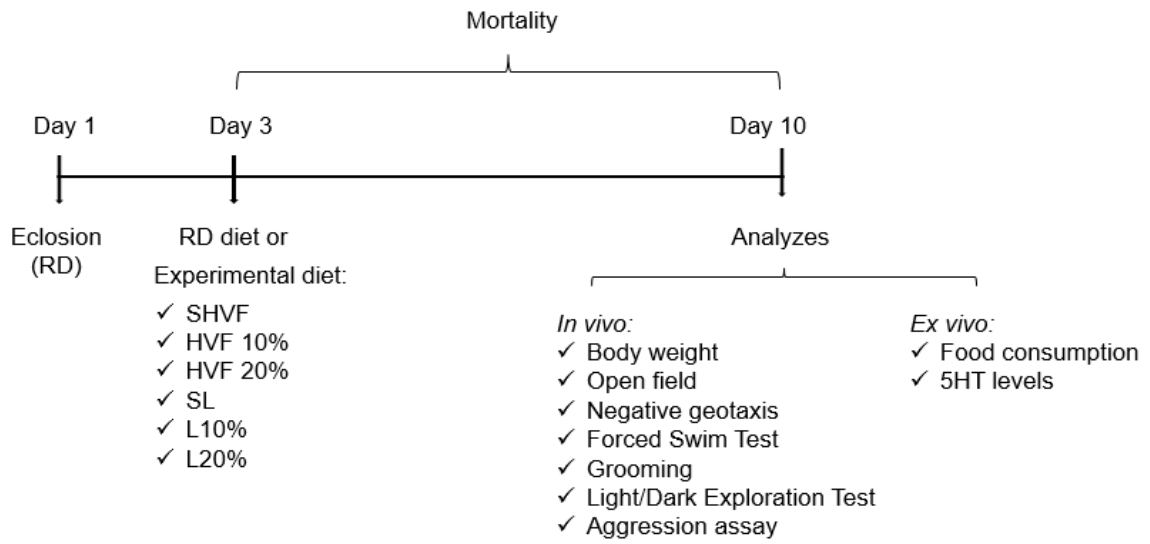 Mortality
Day 1
Day 3
Day 10
Eclosion
(RD)
RD diet or
Experimental diet:
✓ SHVF
✓ HVF 10%
✓ HVF 20%
✓ SL
✓ L10%
✓ L20%
Analyzes
In vivo:
✓ Body weight
✓ Open field
✓ Negative geotaxis
✓ Forced Swim Test
✓ Grooming
✓ Light/Dark Exploration Test
✓ Aggression assay
Ex vivo:
✓ Food consumption
✓ 5HT levels